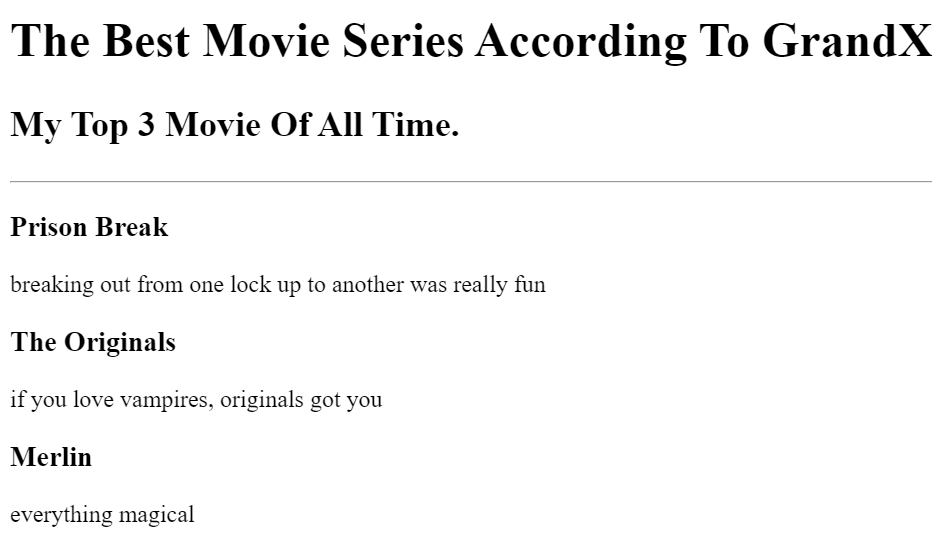 The Best Movie Series According To GrandX
My Top 3 Movie Of All Time.
Prison Break
breaking out from one lock up to another was really fun
The Originals
if you love vampires, originals got you
Merlin
everything magical